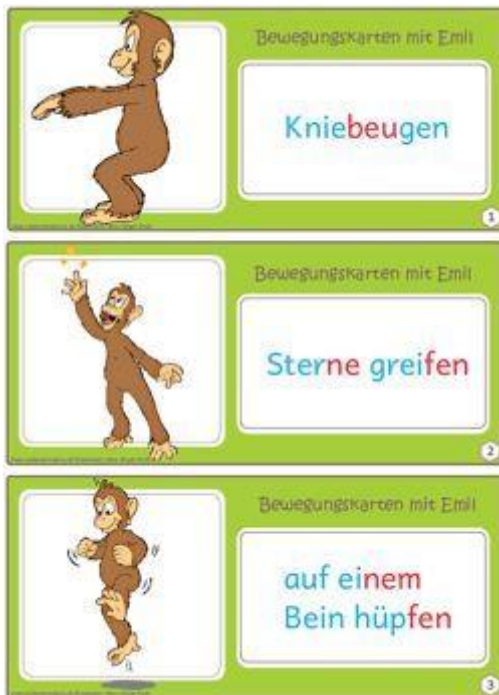 Bewegungskarten mit Emil
Kniebeugen
1
Bewegungskarten mit Emil
Sterne greifen
2
Bewegungskarten mit Emil
auf einem
Bein hüpfen
3